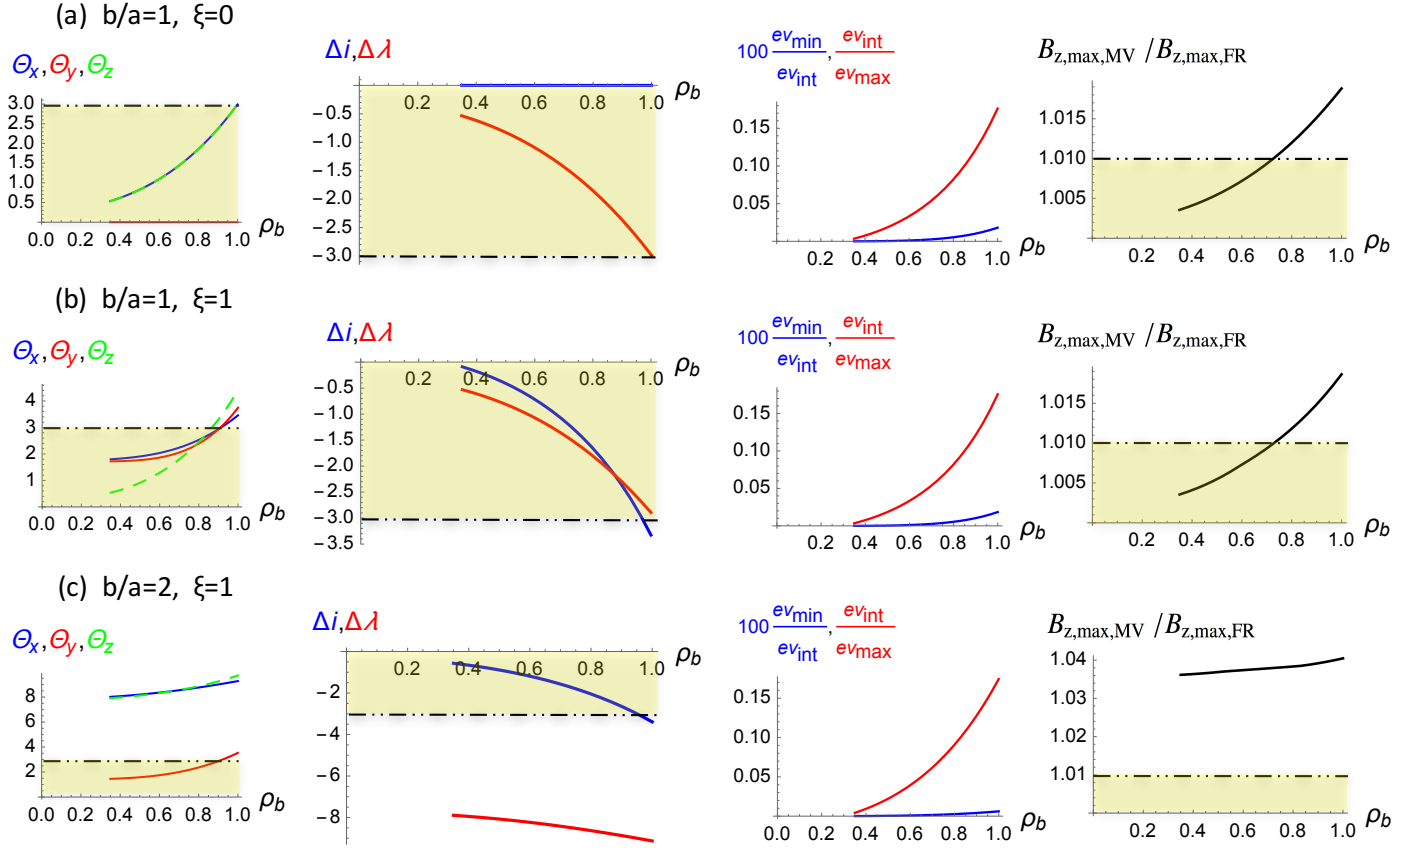 (a) b/a=1, ξ=0
Θx,Θy,Θz
3.0
2.5
2.0
1.5
1.0
0.5
0.0 0.2 0.4 0.6 0.8 1.0 ρb
Δi,Δλ
0.2 0.4 0.6 0.8 1.0 ρb
−0.5
−1.0
−1.5
−2.0
−2.5
−3.0
100 evmin/evint, evint/evmax
0.15
0.10
0.05
0.2 0.4 0.6 0.8 1.0 ρb
Bz,max,MV /Bz,max,FR
1.015
1.010
1.005
0.2 0.4 0.6 0.8 1.0 ρb
(b) b/a=1, ξ=1
Θx,Θy,Θz
4
3
2
1
0.0 0.2 0.4 0.6 0.8 1.0 ρb
Δi,Δλ
0.2 0.4 0.6 0.8 1.0 ρb
−0.5
−1.0
−1.5
−2.0
−2.5
−3.0
−3.5
100 evmin/evint, evint/evmax
0.15
0.10
0.05
0.2 0.4 0.6 0.8 1.0 ρb
Bz,max,MV /Bz,max,FR
1.015
1.010
1.005
0.2 0.4 0.6 0.8 1.0 ρb
(c) b/a=2, ξ=1
Θx,Θy,Θz
8
6
4
2
0.0 0.2 0.4 0.6 0.8 1.0 ρb
Δi,Δλ
0.2 0.4 0.6 0.8 1.0 ρb
−2
−4
−6
−8
100 evmin/evint, evint/evmax
0.15
0.10
0.05
0.0 0.2 0.4 0.6 0.8 1.0 ρb
Bz,max,MV /Bz,max,FR
1.04
1.03
1.02
1.01
0.2 0.4 0.6 0.8 1.0 ρb